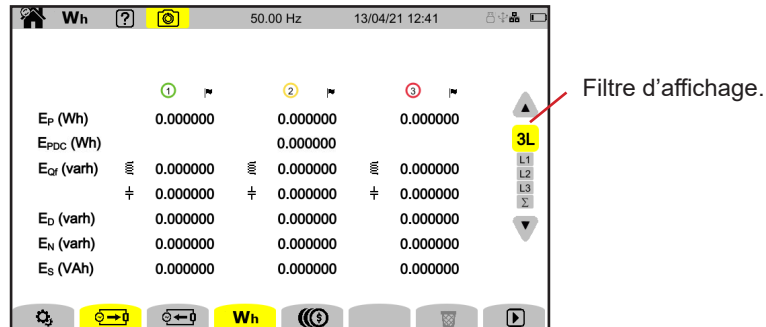 Wh ? 50.00 Hz 13/04/21 12:41
Filtre d’affichage.
1 2 3
EP (Wh) 0.000000 0.000000 0.000000
EPDC (Wh) 0.000000
EQf (varh) 0.000000 0.000000 0.000000
0.000000 0.000000 0.000000
ED (varh) 0.000000 0.000000 0.000000
EN (varh) 0.000000 0.000000 0.000000
ES (VAh) 0.000000 0.000000 0.000000
3L
L1
L2
L3
Σ
Wh